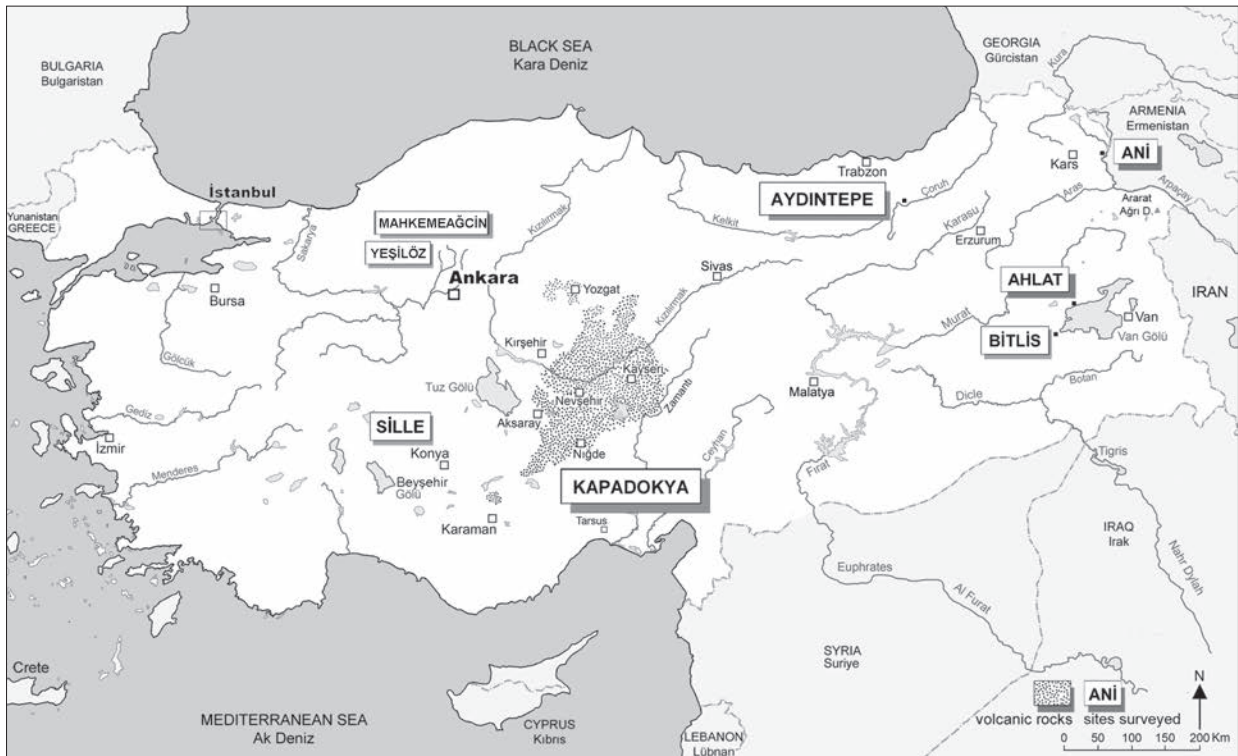 BLACK SEA
Kara Deniz
BULGARIA
Bulgaristan
GEORGIA
Gürcistan
Kura
ARMENIA
Ermenistan
ANİ
Kars
Trabzon
AYDINTEPE
Çoruh
Aras
Arpaçay
Ararat
Ağrı D.
İstanbul
Yunanistan
GREECE
Sakarya
MAHKEMEAĞCİN
YEŞİLÖZ
Kızılırmak
Kelkit
Karasu
Erzurum
Ankara
Yozgat
Sivas
Kızılırmak
AHLAT
IRAN
Bursa
Murat
BİTLİS
Van
Van Gölü
Gölcük
Kırşehir
Kayseri
Tuz Gölü
Nevşehir
Zamantı
Malatya
Botan
Dicle
Gediz
Aksaray
SİLLE
İzmir
Konya
Niğde
Ceyhan
Fırat
Tigris
Menderes
Beyşehir
Gölü
KAPADOKYA
Karaman
Tarsus
IRAQ
Irak
Nahr Dylah
Euphrates
Al Furat
SYRIA
Suriye
Crete
N
ANİ
volcanic rocks
sites surveyed
MEDITERRANEAN SEA
Ak Deniz
CYPRUS
Kıbrıs
LEBANON
Lübnan
0 50 100 150 200 Km